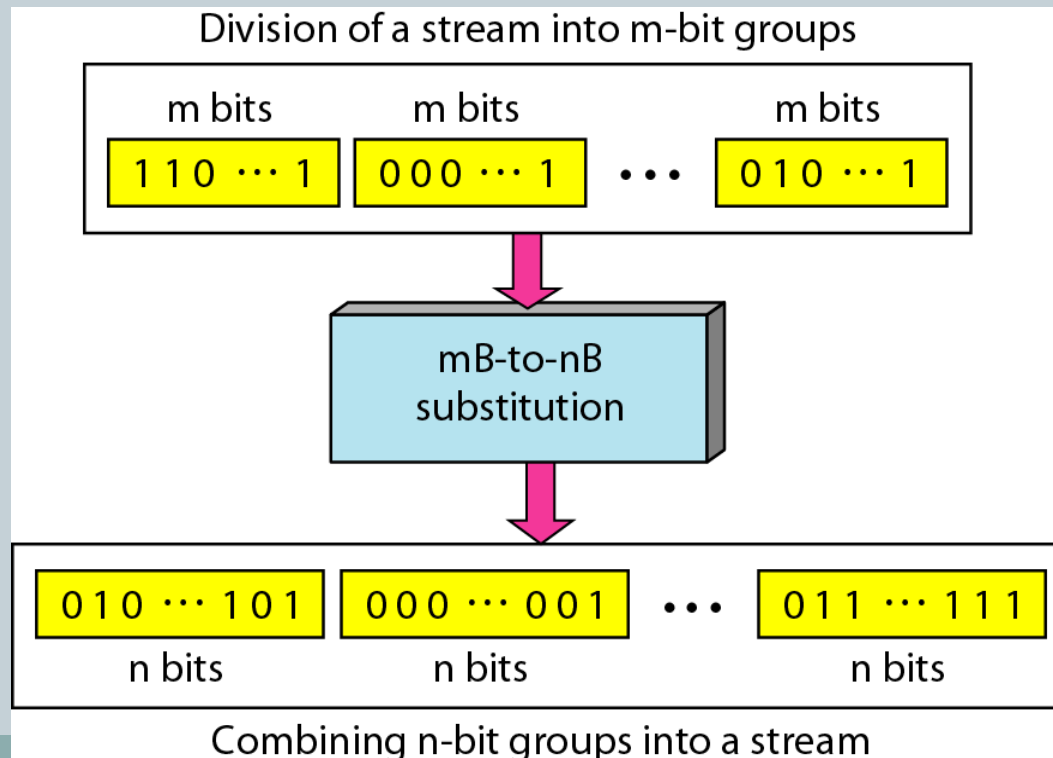 Division of a stream into m-bit groups
m bits m bits m bits
1 1 0 ··· 1 0 0 0 ··· 1 ••• 0 1 0 ··· 1
mB-to-nB
substitution
0 1 0 ··· 1 0 1 0 0 0 ··· 0 0 1 ••• 0 1 1 ··· 1 1 1
n bits n bits n bits
Combining n-bit groups into a stream